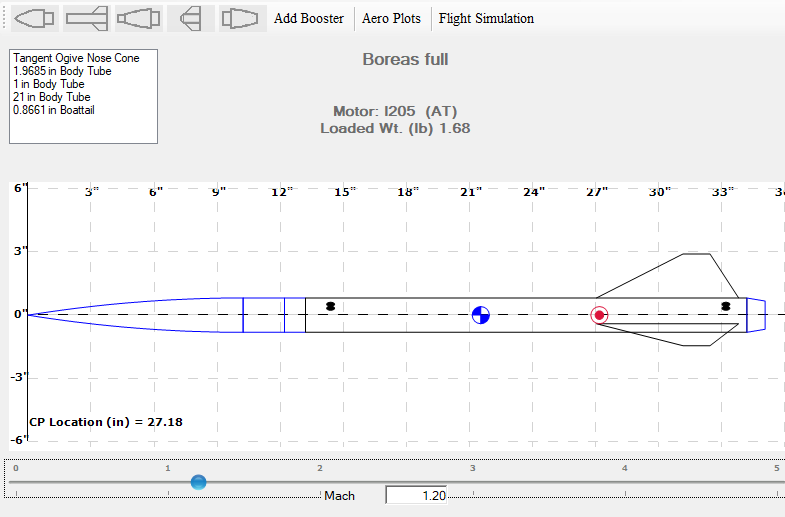 Add Booster Aero Plots Flight Simulation
Tangent Ogive Nose Cone
1.9685 in Body Tube
1 in Body Tube
21 in Body Tube
0.8661 in Boattail
Boreas full
Motor: I205 (AT)
Loaded Wt. (lb) 1.68
6" 3" 6" 9" 12" 15" 18" 21" 24" 27" 30" 33"
3"
0"
-3"
CP Location (in) = 27.18
-6"
0 1 2 3 4 5
Mach 1.20